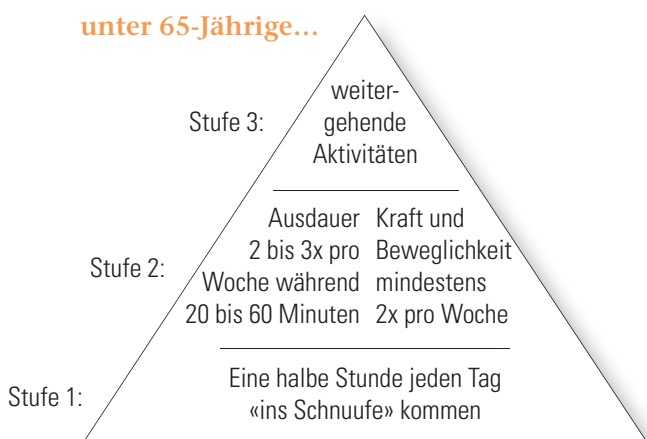 unter 65-Jährige…
Stufe 3:
weiter-
gehende
Aktivitäten
Stufe 2:
Ausdauer
2 bis 3x pro
Woche während
20 bis 60 Minuten
Kraft und
Beweglichkeit
mindestens
2x pro Woche
Stufe 1:
Eine halbe Stunde jeden Tag
«ins Schnuufe» kommen